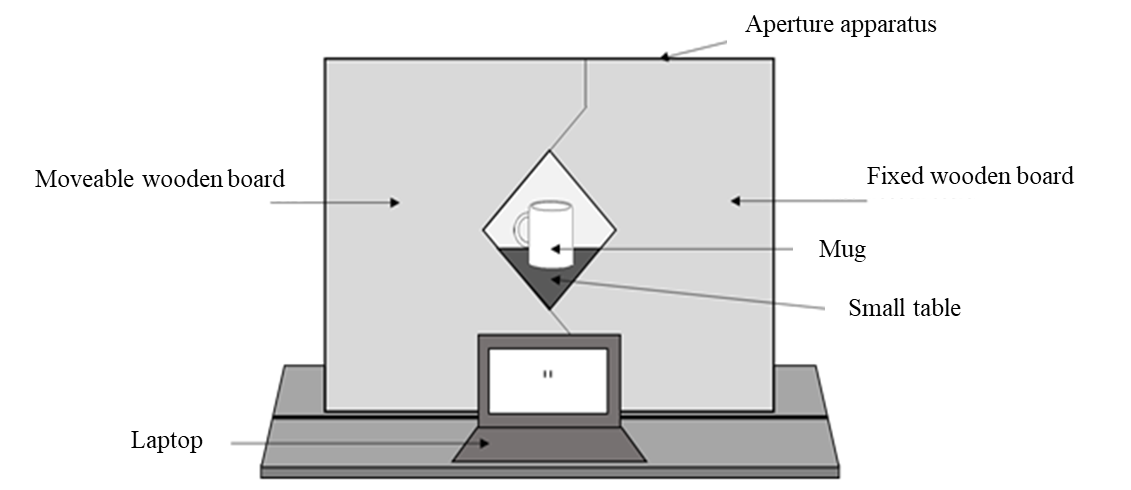 Aperture apparatus
Moveable wooden board
Fixed wooden board
Mug
Small table
Laptop